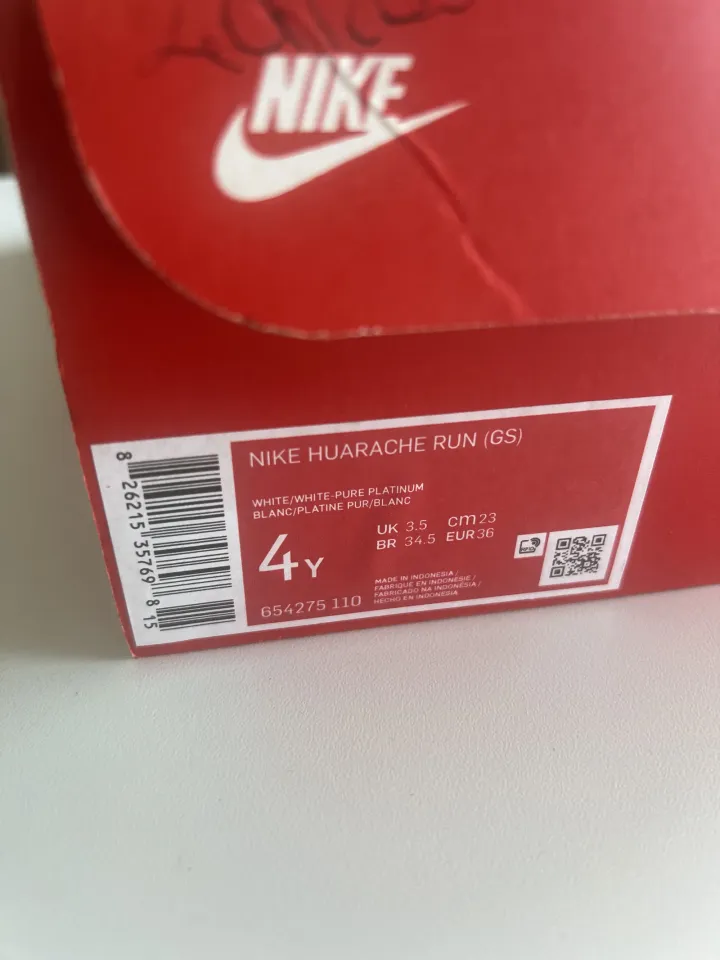 NIKE
NIKE HUARACHE RUN (GS)
WHITE/WHITE-PURE PLATINUM
BLANC/PLATINE PUR/BLANC
4Y
UK 3.5 cm 23
BR 34.5 EUR 36
654275 110
MADE IN INDONESIA /
FABRIQUE EN INDONESIE /
FABRICADO NA INDONÉSIA /
HECHO EN INDONESIA
8 26215 35769 8 15